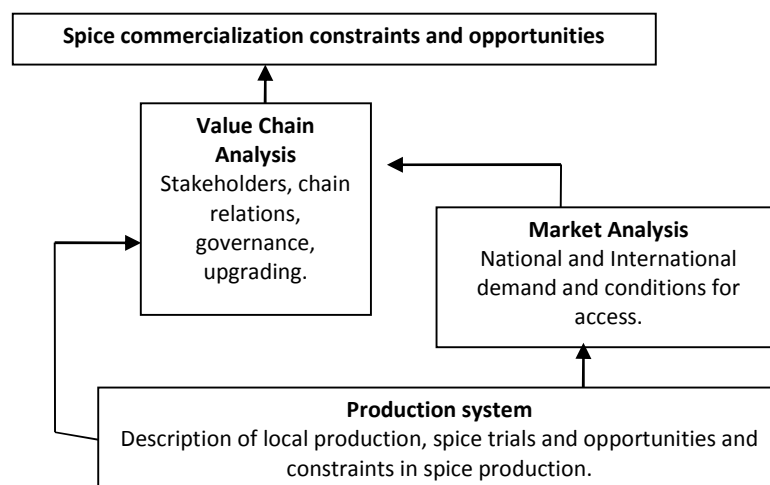 Spice commercialization constraints and opportunities
Value Chain
Analysis
Stakeholders, chain
relations,
governance,
upgrading.
Market Analysis
National and International
demand and conditions for
access.
Production system
Description of local production, spice trials and opportunities and
constraints in spice production.